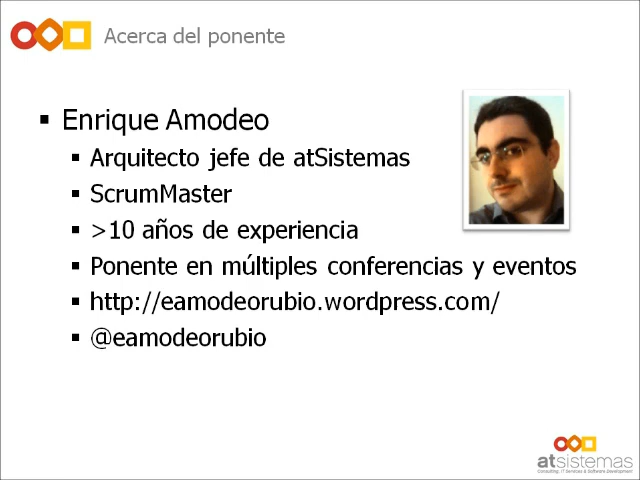 Acerca del ponente
Enrique Amodeo
Arquitecto jefe de atSistemas
ScrumMaster
>10 años de experiencia
Ponente en múltiples conferencias y eventos
http://eamodeorubio.wordpress.com/
@eamodeorubio
atsistemas
Consulting, IT Services & Software Development